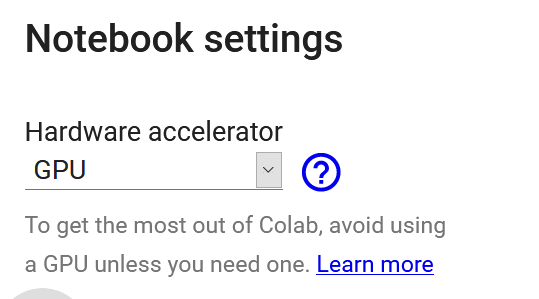 Notebook settings
Hardware accelerator
GPU
?
To get the most out of Colab, avoid using
a GPU unless you need one. Learn more